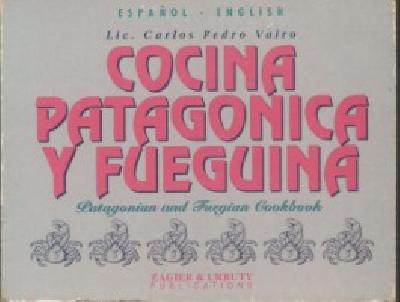 ESPAÑOL - ENGLISH
Lic. Carlos Pedro Vairo
COCINA
PATAGONICA
Y FUEGUINA
Patagonian and Fuegian Cookbook
ZAGIER & URRUTY
PUBLICATIONS